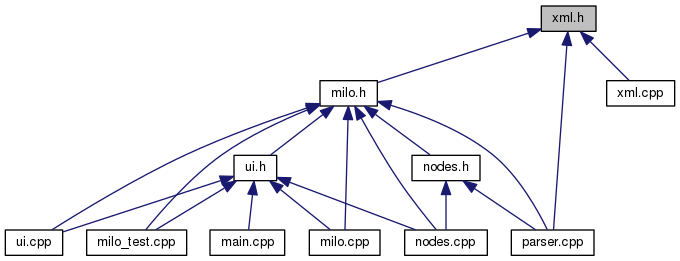 xml.h
milo.h
xml.cpp
ui.h
nodes.h
ui.cpp
milo_test.cpp
main.cpp
milo.cpp
nodes.cpp
parser.cpp